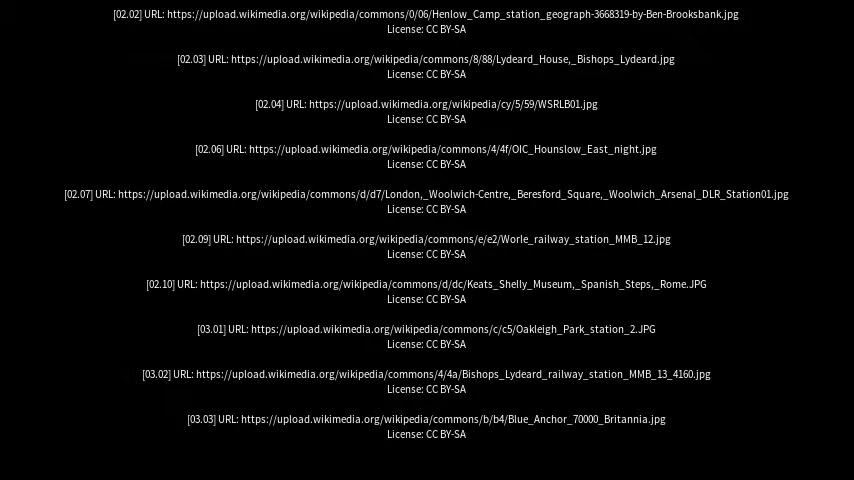 [02.02] URL: https://upload.wikimedia.org/wikipedia/commons/0/06/Henlow_Camp_station_geograph-3668319-by-Ben-Brooksbank.jpg
License: CC BY-SA
[02.03] URL: https://upload.wikimedia.org/wikipedia/commons/8/88/Lydeard_House,_Bishops_Lydeard.jpg
License: CC BY-SA
[02.04] URL: https://upload.wikimedia.org/wikipedia/cy/5/59/WSRLB01.jpg
License: CC BY-SA
[02.06] URL: https://upload.wikimedia.org/wikipedia/commons/4/4f/OIC_Hounslow_East_night.jpg
License: CC BY-SA
[02.07] URL: https://upload.wikimedia.org/wikipedia/commons/d/d7/London,_Woolwich-Centre,_Beresford_Square,_Woolwich_Arsenal_DLR_Station01.jpg
License: CC BY-SA
[02.09] URL: https://upload.wikimedia.org/wikipedia/commons/e/e2/Worle_railway_station_MMB_12.jpg
License: CC BY-SA
[02.10] URL: https://upload.wikimedia.org/wikipedia/commons/d/dc/Keats_Shelly_Museum,_Spanish_Steps,_Rome.JPG
License: CC BY-SA
[03.01] URL: https://upload.wikimedia.org/wikipedia/commons/c/c5/Oakleigh_Park_station_2.JPG
License: CC BY-SA
[03.02] URL: https://upload.wikimedia.org/wikipedia/commons/4/4a/Bishops_Lydeard_railway_station_MMB_13_4160.jpg
License: CC BY-SA
[03.03] URL: https://upload.wikimedia.org/wikipedia/commons/b/b4/Blue_Anchor_70000_Britannia.jpg
License: CC BY-SA